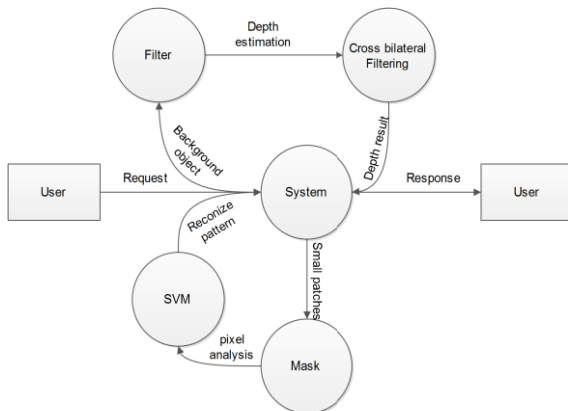 Depth
estimation
Filter
Cross bilateral
Filtering
Background
object
Depth result
User
Request
System
Response
User
Reconize
pattern
Small patches
SVM
pixel
analysis
Mask